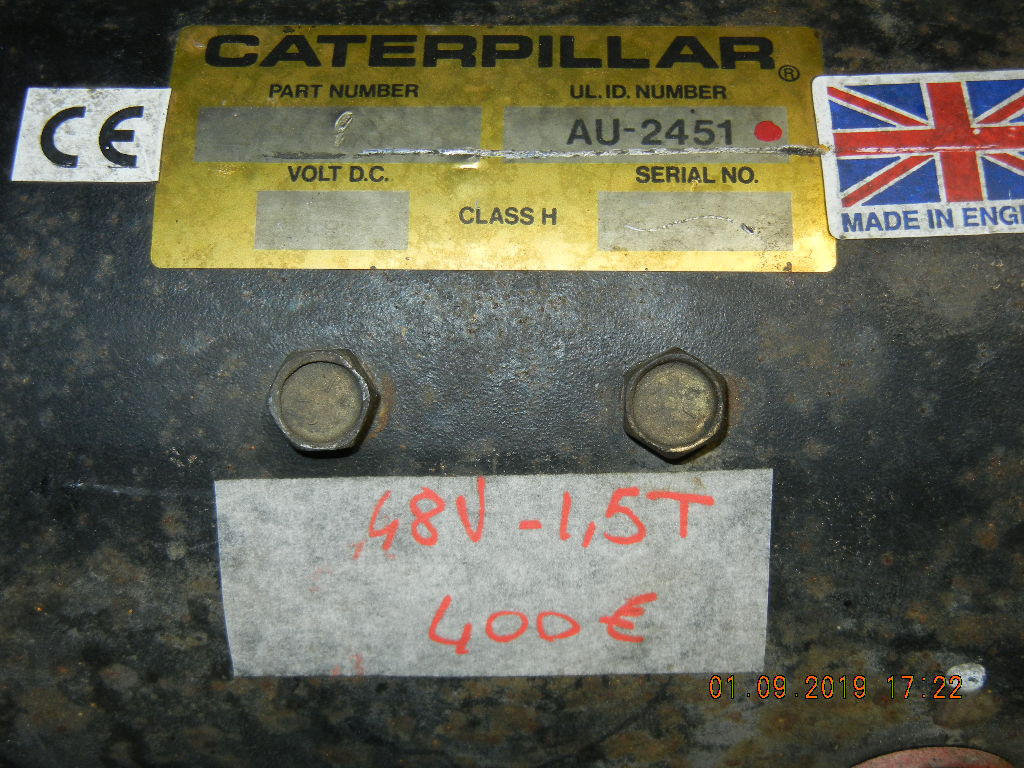 CATERPILLAR®
PART NUMBER
UL.I.D. NUMBER
9
AU-2451
VOLT D.C.
SERIAL NO.
CLASS H
CE
MADE IN ENG
48V - 1,5T
400 €
01.09.2019 17:22